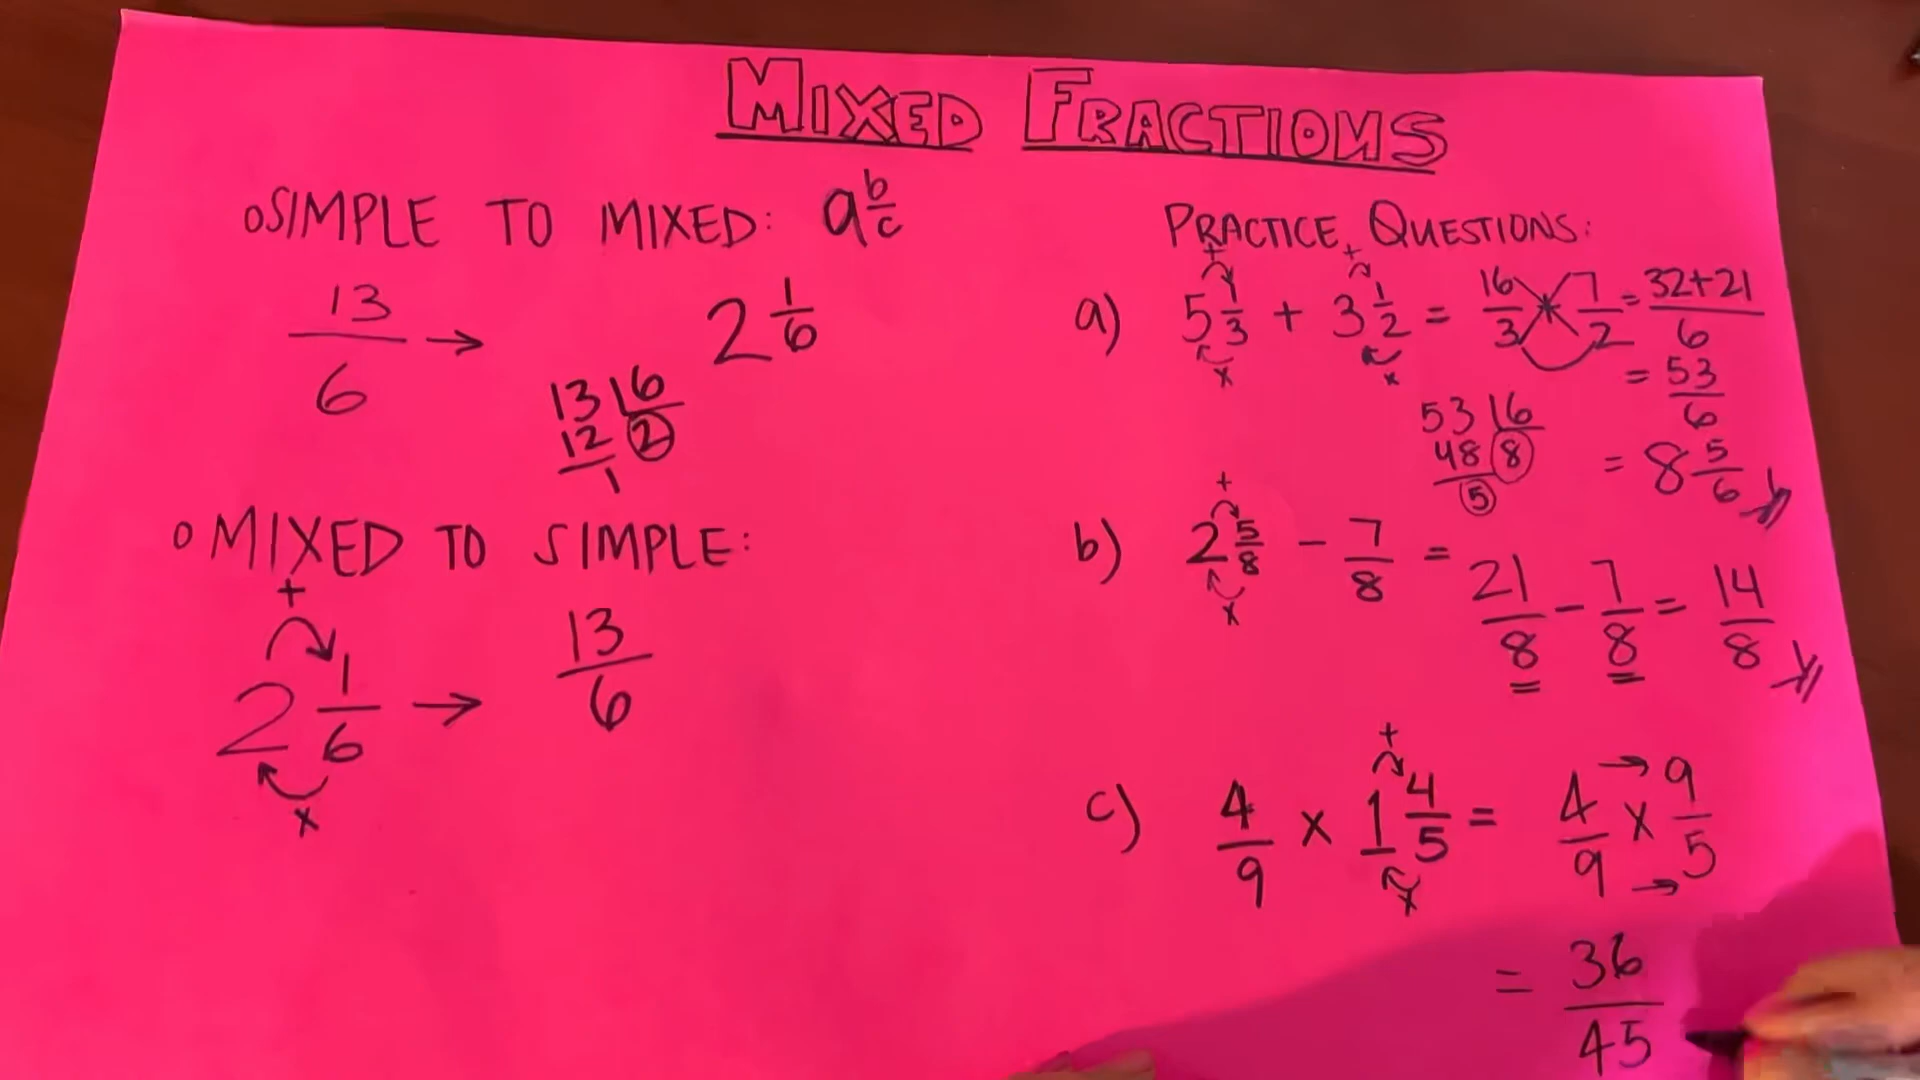 MIXED FRACTIONS
o SIMPLE TO MIXED: a b/c
13/6 → 2 1/6
13 | 6
12 2
1
o MIXED TO SIMPLE:
+
2 1/6 → 13/6
x
PRACTICE QUESTIONS:
+ +
a) 5 1/3 + 3 1/2 = 16/3 7/2 = 32+21/6
x x
= 53/6
53 | 6
48 8
5
= 8 5/6
+
b) 2 5/8 - 7/8 = 21/8 - 7/8 = 14/8
x
+
c) 4/9 x 1 4/5 = 4/9 x 9/5
x
= 36/45